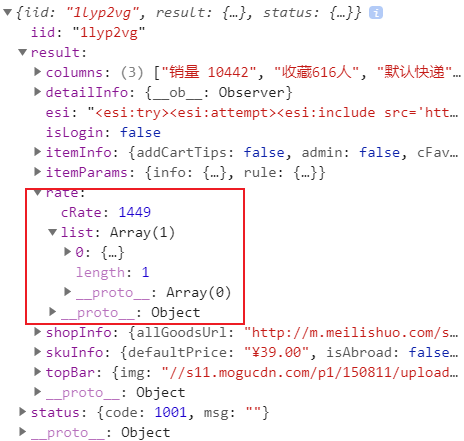 ▼{iid: "1lyp2vg", result: {…}, status: {…}} i
iid: "1lyp2vg"
▼result:
▶columns: (3) ["销量 10442", "收藏616人", "默认快递"
▶detailInfo: {__ob__: Observer}
esi: "<esi:try><esi:attempt><esi:include src='htt…
isLogin: false
▶itemInfo: {addCartTips: false, admin: false, cFav…
▶itemParams: {info: {…}, rule: {…}}
▼rate:
cRate: 1449
▼list: Array(1)
▶0: {…}
length: 1
▶__proto__: Array(0)
▶__proto__: Object
▶shopInfo: {allGoodsUrl: "http://m.meilishuo.com/s…
▶skuInfo: {defaultPrice: "¥39.00", isAbroad: false…
▶topBar: {img: "//s11.mogucdn.com/p1/150811/upload…
▶__proto__: Object
▶status: {code: 1001, msg: ""}
▶__proto__: Object